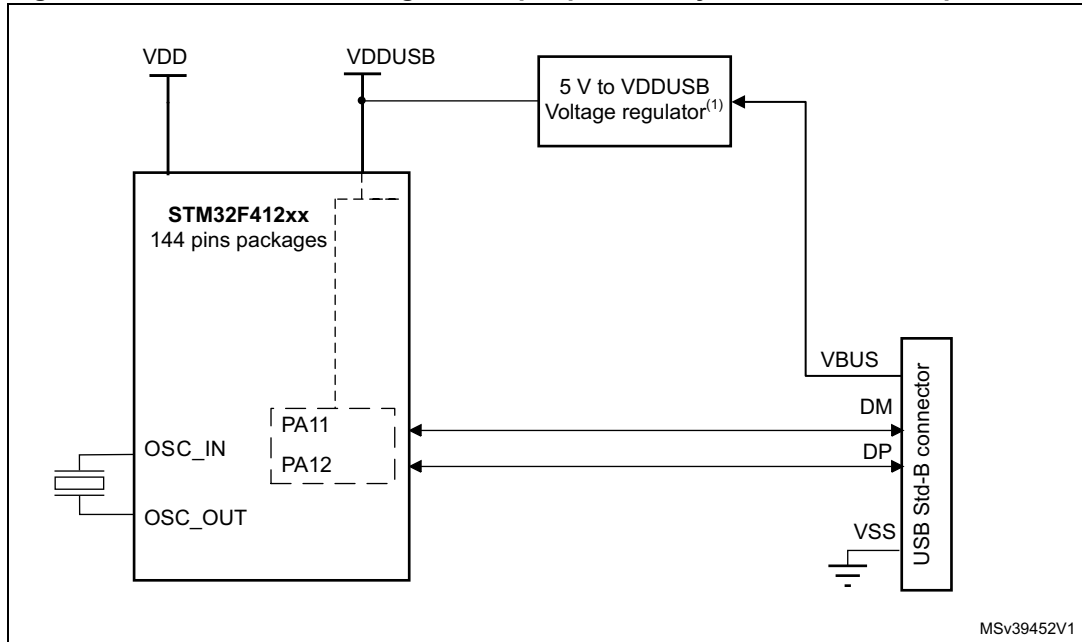 VDD
VDDUSB
5 V to VDDUSB
Voltage regulator(1)
STM32F412xx
144 pins packages
VBUS
DM
PA11
OSC_IN
DP
PA12
USB Std-B connector
OSC_OUT
VSS
MSv39452V1